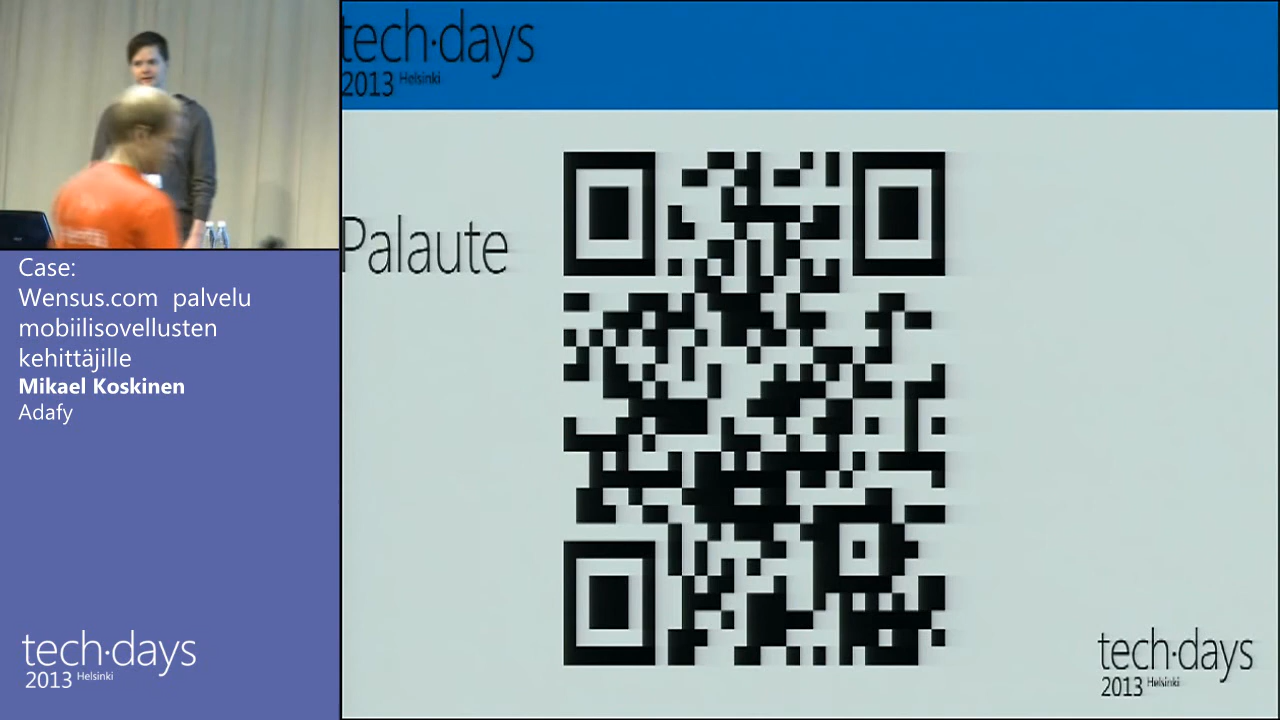 tech·days
2013 Helsinki
Palaute
Case:
Wensus.com palvelu
mobiilisovellusten
kehittäjille
Mikael Koskinen
Adafy
tech·days
2013 Helsinki
tech·days
2013 Helsinki